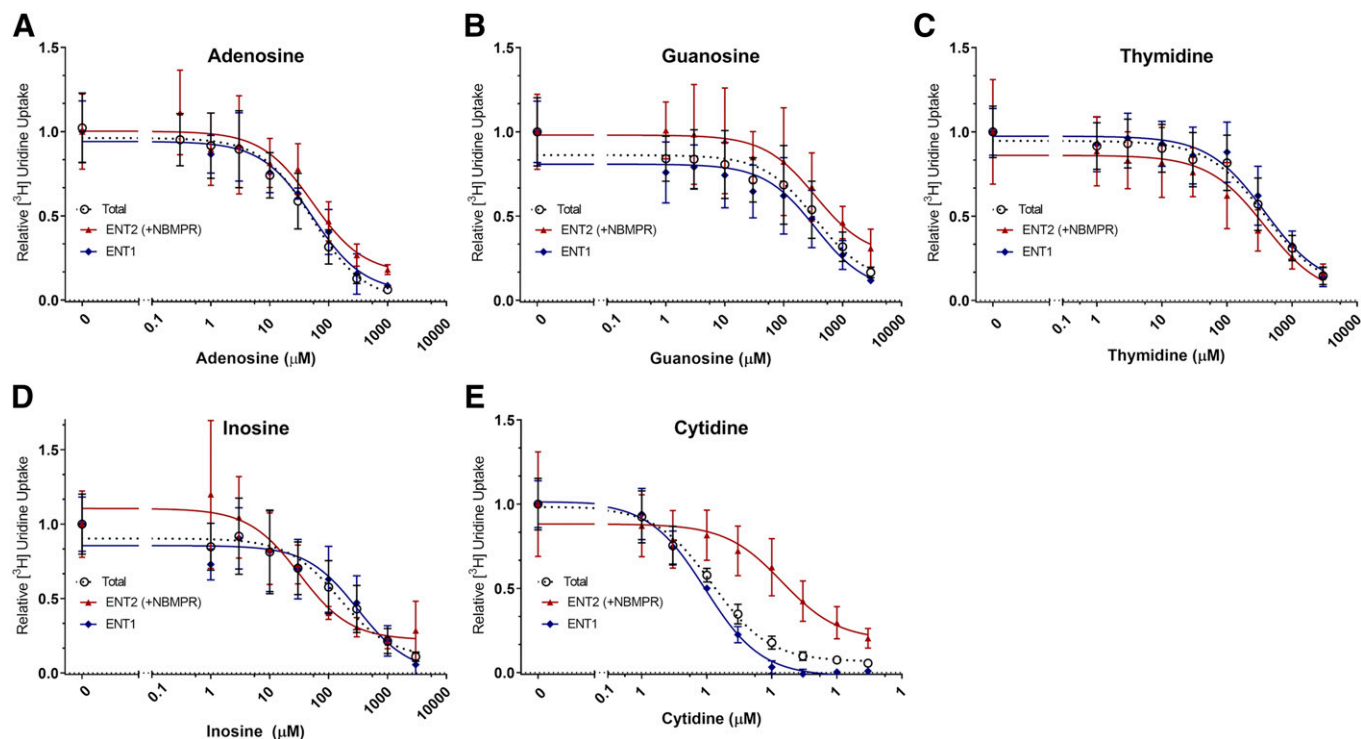 A
Adenosine
Relative [³H] Uridine Uptake
1.5
1.0
0.5
0.0
Total
ENT2 (+NBMPR)
ENT1
0
0.1
1
10
100
1000
10000
Adenosine (μM)
B
Guanosine
Relative [³H] Uridine Uptake
1.5
1.0
0.5
0.0
Total
ENT2 (+NBMPR)
ENT1
0
0.1
1
10
100
1000
10000
Guanosine (μM)
C
Thymidine
Relative [³H] Uridine Uptake
1.5
1.0
0.5
0.0
Total
ENT2 (+NBMPR)
ENT1
0
0.1
1
10
100
1000
10000
Thymidine (μM)
D
Inosine
Relative [³H] Uridine Uptake
1.5
1.0
0.5
0.0
Total
ENT2 (+NBMPR)
ENT1
0
0.1
1
10
100
1000
10000
Inosine (μM)
E
Cytidine
Relative [³H] Uridine Uptake
1.5
1.0
0.5
0.0
Total
ENT2 (+NBMPR)
ENT1
0
0.1
1
1
1
1
1
Cytidine (μM)